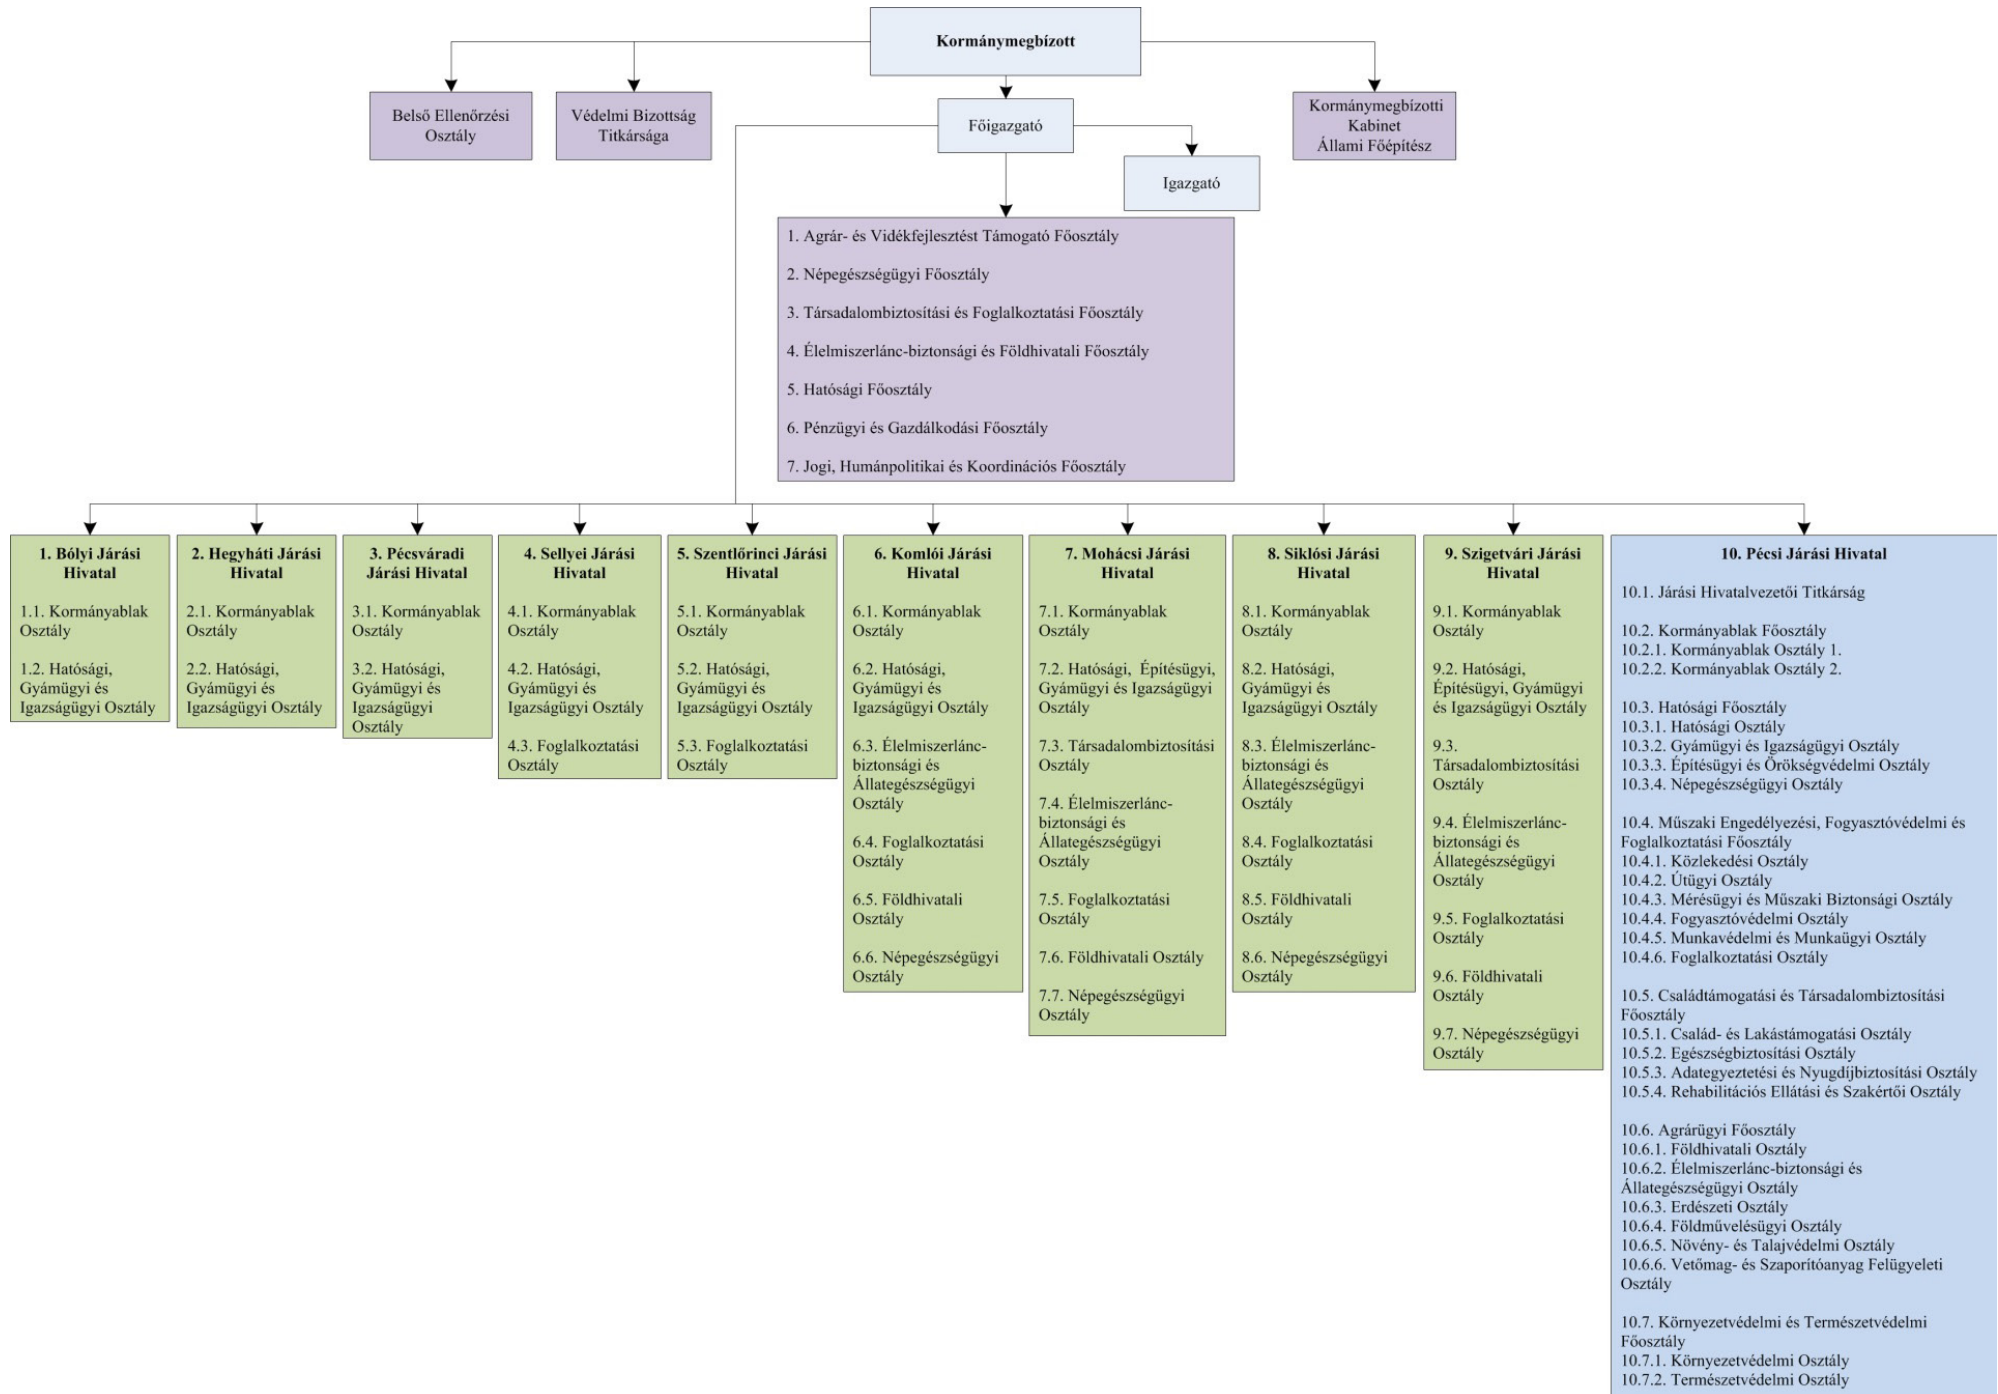 Kormánymegbízott
Belső Ellenőrzési
Osztály
Védelmi Bizottság
Titkársága
Főigazgató
Kormánymegbízotti
Kabinet
Állami Főépítész
Igazgató
1. Agrár- és Vidékfejlesztést Támogató Főosztály
2. Népegészségügyi Főosztály
3. Társadalombiztosítási és Foglalkoztatási Főosztály
4. Élelmiszerlánc-biztonsági és Földhivatali Főosztály
5. Hatósági Főosztály
6. Pénzügyi és Gazdálkodási Főosztály
7. Jogi, Humánpolitikai és Koordinációs Főosztály
1. Bólyi Járási
Hivatal
1.1. Kormányablak
Osztály
1.2. Hatósági,
Gyámügyi és
Igazságügyi Osztály
2. Hegyháti Járási
Hivatal
2.1. Kormányablak
Osztály
2.2. Hatósági,
Gyámügyi és
Igazságügyi Osztály
3. Pécsváradi
Járási Hivatal
3.1. Kormányablak
Osztály
3.2. Hatósági,
Gyámügyi és
Igazságügyi
Osztály
4. Sellyei Járási
Hivatal
4.1. Kormányablak
Osztály
4.2. Hatósági,
Gyámügyi és
Igazságügyi Osztály
4.3. Foglalkoztatási
Osztály
5. Szentlőrinci Járási
Hivatal
5.1. Kormányablak
Osztály
5.2. Hatósági,
Gyámügyi és
Igazságügyi Osztály
5.3. Foglalkoztatási
Osztály
6. Komlói Járási
Hivatal
6.1. Kormányablak
Osztály
6.2. Hatósági,
Gyámügyi és
Igazságügyi Osztály
6.3. Élelmiszerlánc-
biztonsági és
Állategészségügyi
Osztály
6.4. Foglalkoztatási
Osztály
6.5. Földhivatali
Osztály
6.6. Népegészségügyi
Osztály
7. Mohácsi Járási
Hivatal
7.1. Kormányablak
Osztály
7.2. Hatósági, Építésügyi,
Gyámügyi és Igazságügyi
Osztály
7.3. Társadalombiztosítási
Osztály
7.4. Élelmiszerlánc-
biztonsági és
Állategészségügyi
Osztály
7.5. Foglalkoztatási
Osztály
7.6. Földhivatali Osztály
7.7. Népegészségügyi
Osztály
8. Siklósi Járási
Hivatal
8.1. Kormányablak
Osztály
8.2. Hatósági,
Gyámügyi és
Igazságügyi Osztály
8.3. Élelmiszerlánc-
biztonsági és
Állategészségügyi
Osztály
8.4. Foglalkoztatási
Osztály
8.5. Földhivatali
Osztály
8.6. Népegészségügyi
Osztály
9. Szigetvári Járási
Hivatal
9.1. Kormányablak
Osztály
9.2. Hatósági,
Építésügyi, Gyámügyi
és Igazságügyi Osztály
9.3.
Társadalombiztosítási
Osztály
9.4. Élelmiszerlánc-
biztonsági és
Állategészségügyi
Osztály
9.5. Foglalkoztatási
Osztály
9.6. Földhivatali
Osztály
9.7. Népegészségügyi
Osztály
10. Pécsi Járási Hivatal
10.1. Járási Hivatalvezetői Titkárság
10.2. Kormányablak Főosztály
10.2.1. Kormányablak Osztály 1.
10.2.2. Kormányablak Osztály 2.
10.3. Hatósági Főosztály
10.3.1. Hatósági Osztály
10.3.2. Gyámügyi és Igazságügyi Osztály
10.3.3. Építésügyi és Örökségvédelmi Osztály
10.3.4. Népegészségügyi Osztály
10.4. Műszaki Engedélyezési, Fogyasztóvédelmi és
Foglalkoztatási Főosztály
10.4.1. Közlekedési Osztály
10.4.2. Útügyi Osztály
10.4.3. Mérésügyi és Műszaki Biztonsági Osztály
10.4.4. Fogyasztóvédelmi Osztály
10.4.5. Munkavédelmi és Munkaügyi Osztály
10.4.6. Foglalkoztatási Osztály
10.5. Családtámogatási és Társadalombiztosítási
Főosztály
10.5.1. Család- és Lakástámogatási Osztály
10.5.2. Egészségbiztosítási Osztály
10.5.3. Adategyeztetési és Nyugdíjbiztosítási Osztály
10.5.4. Rehabilitációs Ellátási és Szakértői Osztály
10.6. Agrárügyi Főosztály
10.6.1. Földhivatali Osztály
10.6.2. Élelmiszerlánc-biztonsági és
Állategészségügyi Osztály
10.6.3. Erdészeti Osztály
10.6.4. Földművelésügyi Osztály
10.6.5. Növény- és Talajvédelmi Osztály
10.6.6. Vetőmag- és Szaporítóanyag Felügyeleti
Osztály
10.7. Környezetvédelmi és Természetvédelmi
Főosztály
10.7.1. Környezetvédelmi Osztály
10.7.2. Természetvédelmi Osztály